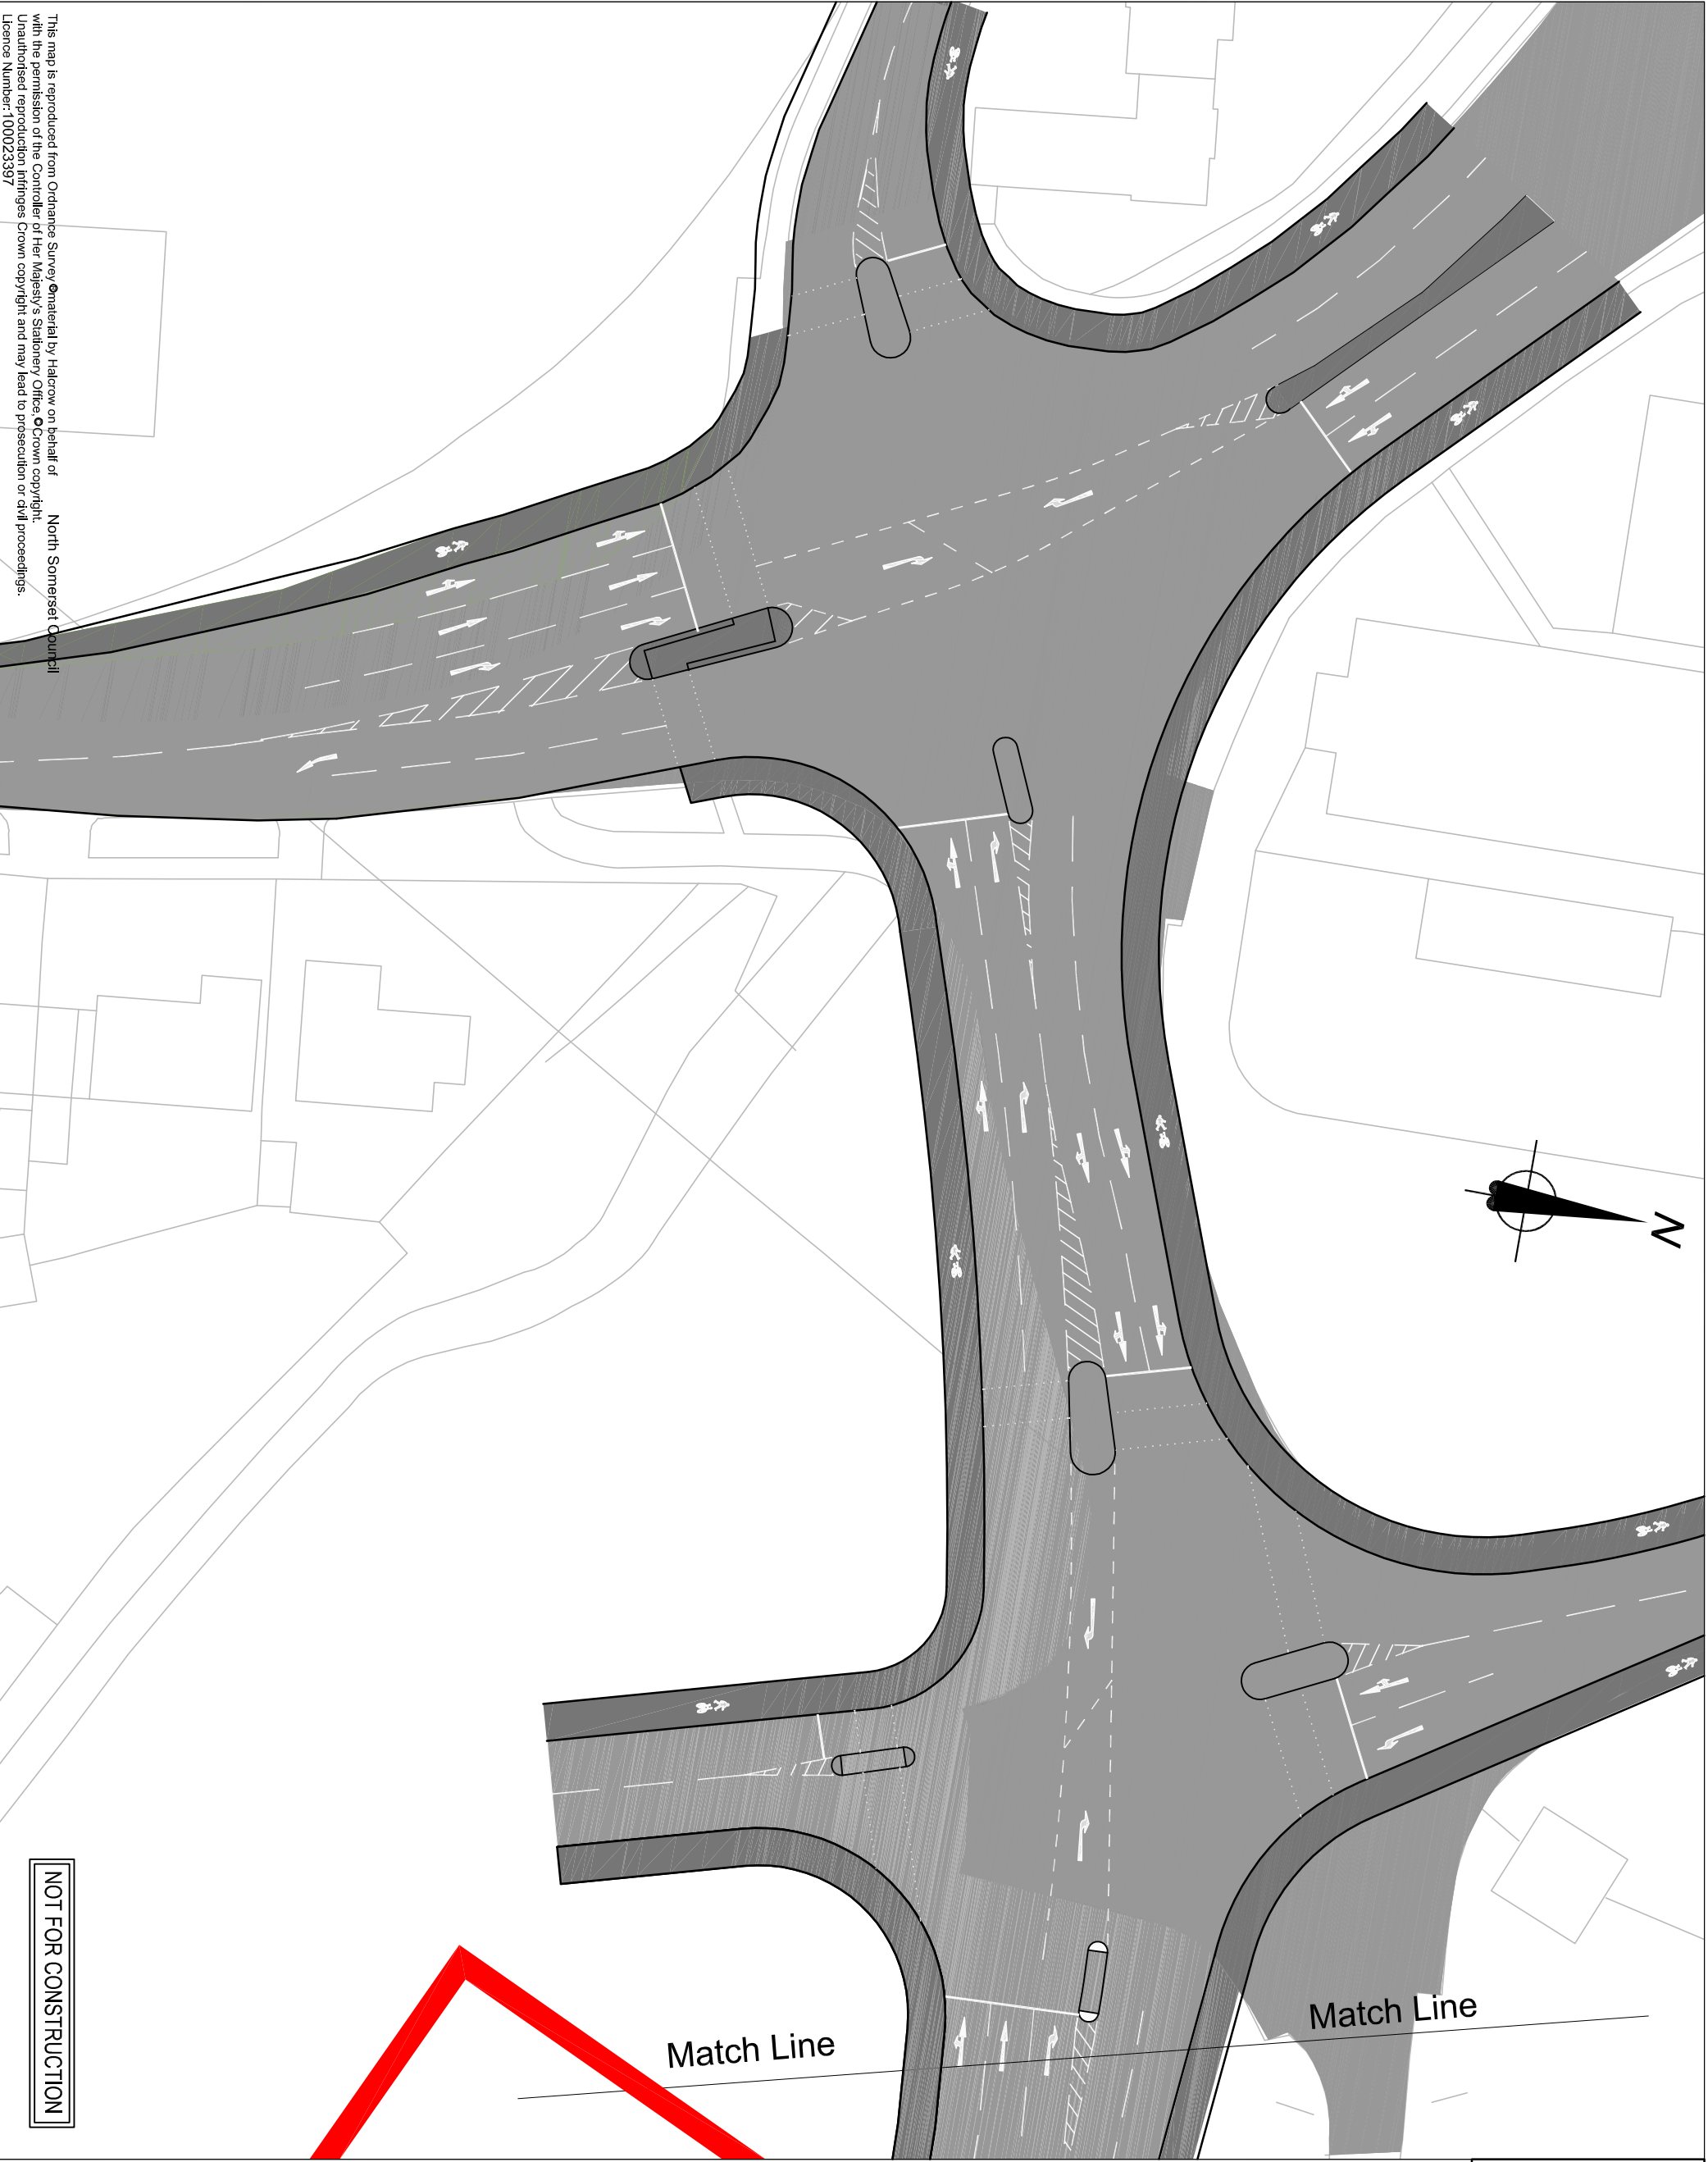 This map is reproduced from Ordnance Survey © material by Halcrow on behalf of North Somerset Council
with the permission of the Controller of Her Majesty's Stationery Office, © Crown copyright.
Unauthorised reproduction infringes Crown copyright and may lead to prosecution or civil proceedings.
Licence Number:100023397
N
NOT FOR CONSTRUCTION
Match Line
Match Line